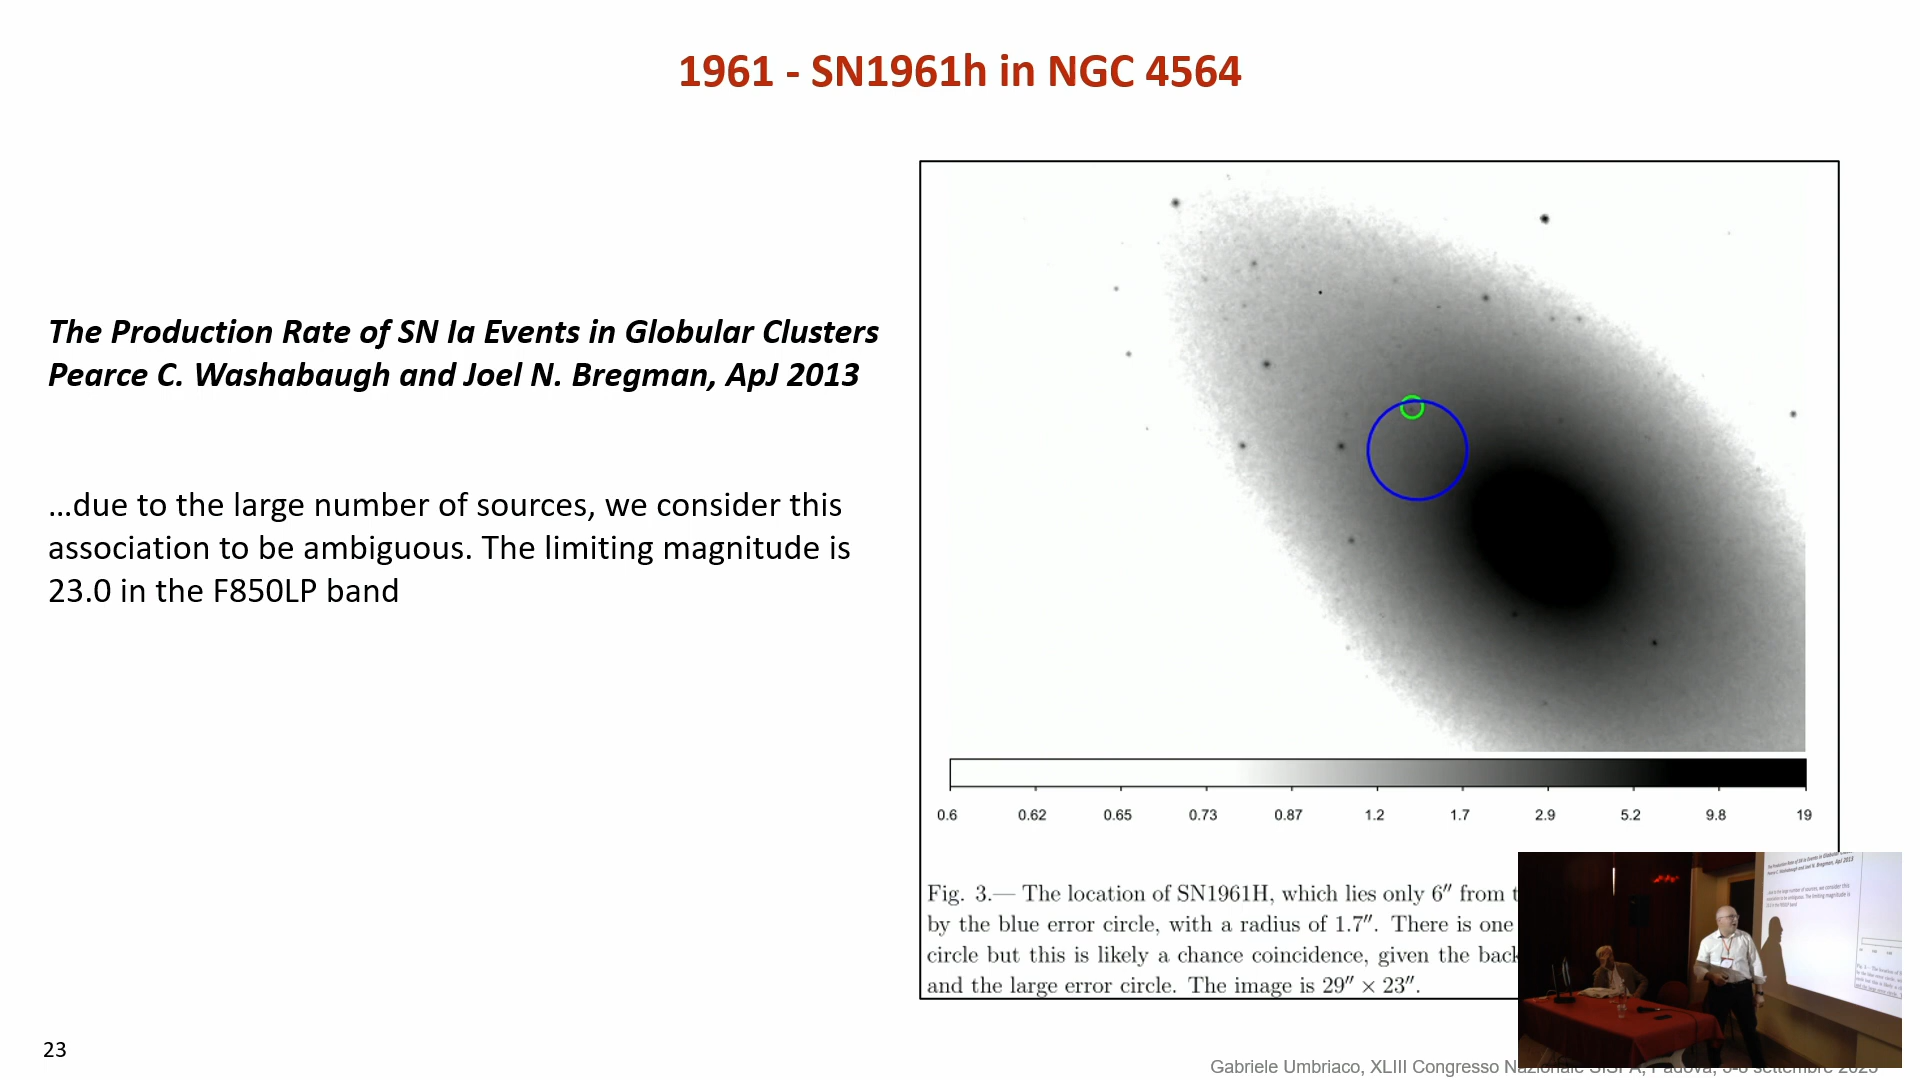 1961 - SN1961h in NGC 4564
The Production Rate of SN Ia Events in Globular Clusters
Pearce C. Washabaugh and Joel N. Bregman, ApJ 2013
...due to the large number of sources, we consider this
association to be ambiguous. The limiting magnitude is
23.0 in the F850LP band
0.6 0.62 0.65 0.73 0.87 1.2 1.7 2.9 5.2 9.8 19
Fig. 3.— The location of SN1961H, which lies only 6″ from
by the blue error circle, with a radius of 1.7″. There is one
circle but this is likely a chance coincidence, given the
and the large error circle. The image is 29″ × 23″.
23
Gabriele Umbriaco, XLIII Congresso